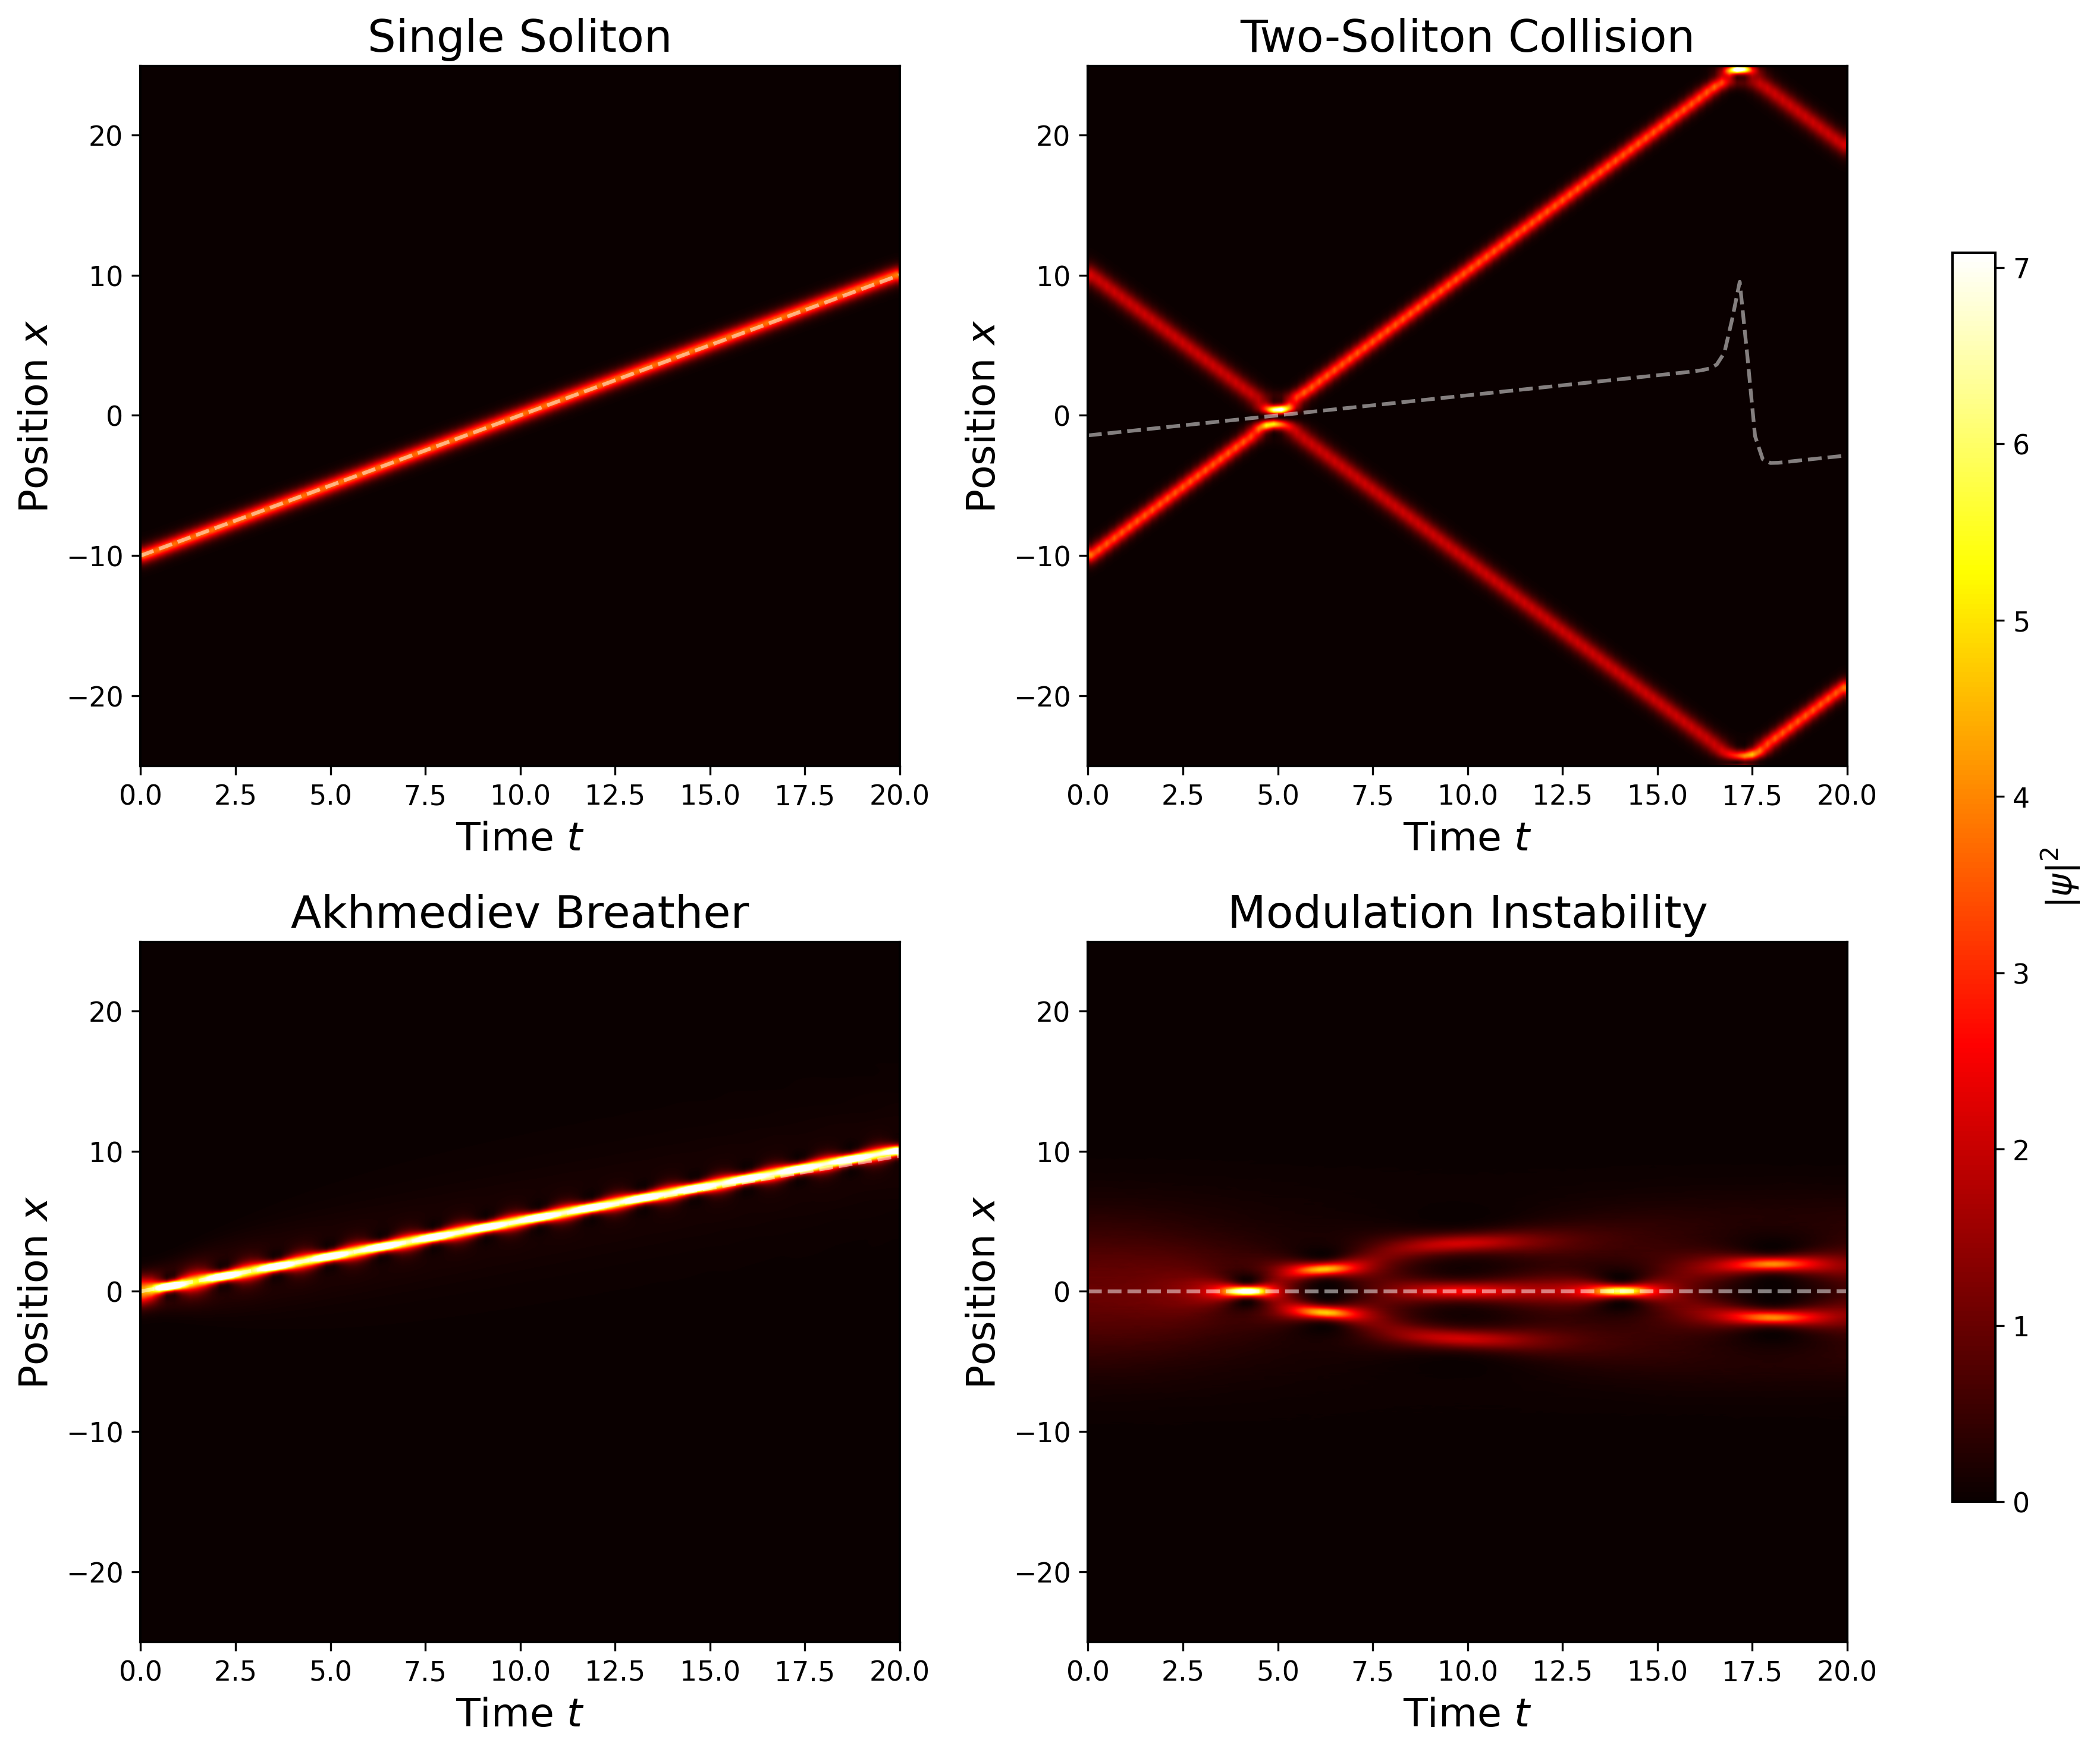 Single Soliton
Two-Soliton Collision
20
10
0
−10
−20
Position x
0.0 2.5 5.0 7.5 10.0 12.5 15.0 17.5 20.0
Time t
20
10
0
−10
−20
Position x
0.0 2.5 5.0 7.5 10.0 12.5 15.0 17.5 20.0
Time t
Akhmediev Breather
Modulation Instability
20
10
0
−10
−20
Position x
0.0 2.5 5.0 7.5 10.0 12.5 15.0 17.5 20.0
Time t
20
10
0
−10
−20
Position x
0.0 2.5 5.0 7.5 10.0 12.5 15.0 17.5 20.0
Time t
7
6
5
4
3
2
1
0
|ψ|²